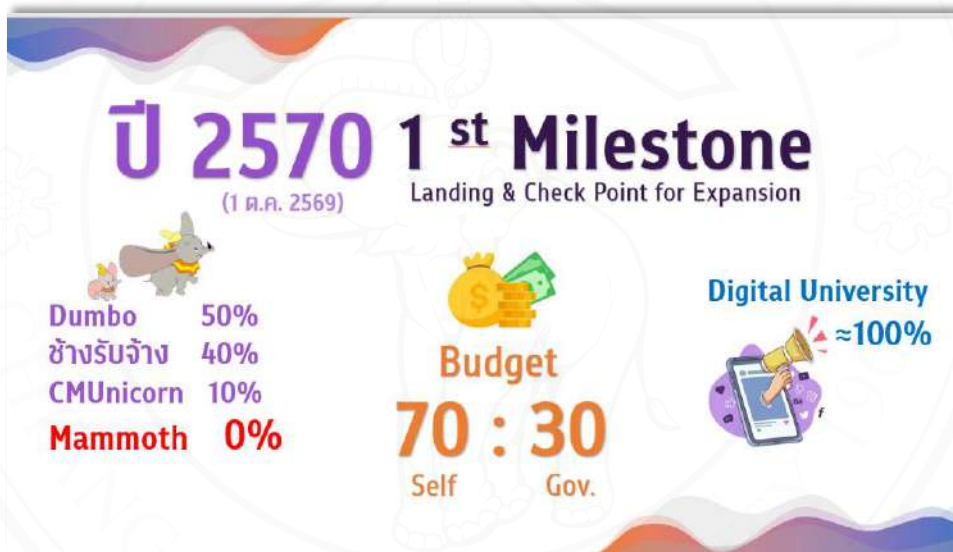 ปี 2570 1 st Milestone
(1 ต.ค. 2569)
Landing & Check Point for Expansion
Dumbo 50%
ช้างรับจ้าง 40%
CMUnicorn 10%
Mammoth 0%
Budget
70 : 30
Self Gov.
Digital University
≈100%